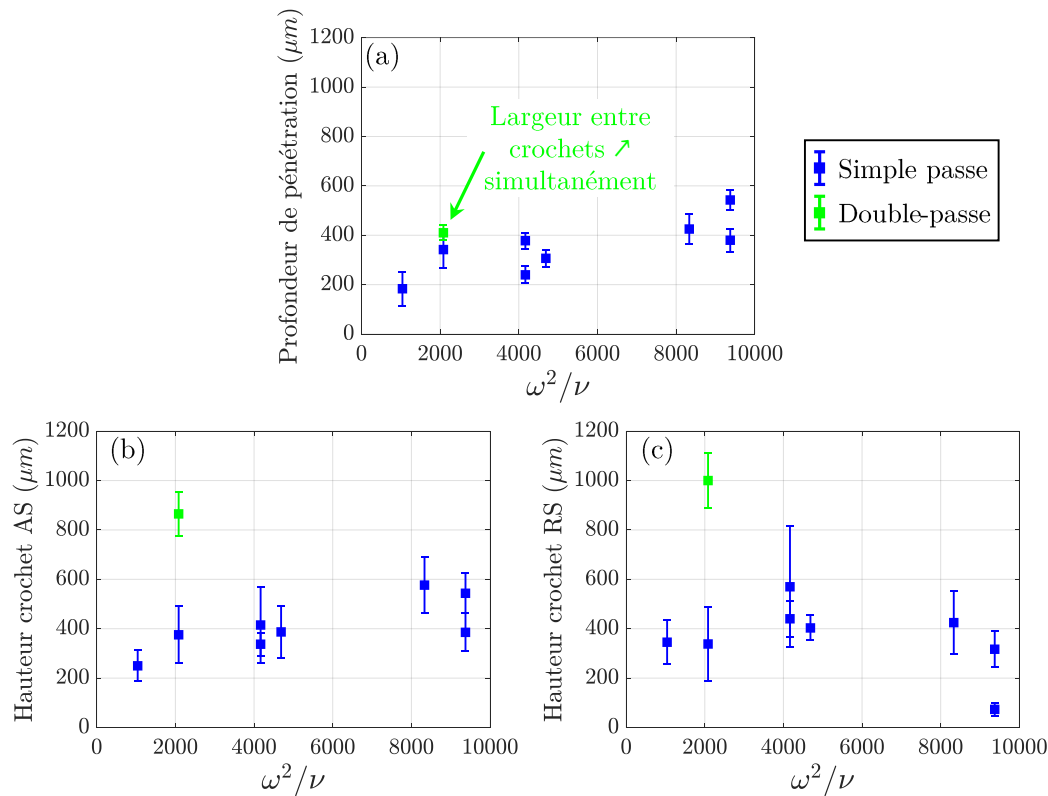 (a)
Profondeur de pénétration (μm)
1200
1000
800
600
400
200
0
Largeur entre
crochets ↗
simultanément
0 2000 4000 6000 8000 10000
ω²/ν
Simple passe
Double-passe
(b)
Hauteur crochet AS (μm)
1200
1000
800
600
400
200
0
0 2000 4000 6000 8000 10000
ω²/ν
(c)
Hauteur crochet RS (μm)
1200
1000
800
600
400
200
0
0 2000 4000 6000 8000 10000
ω²/ν